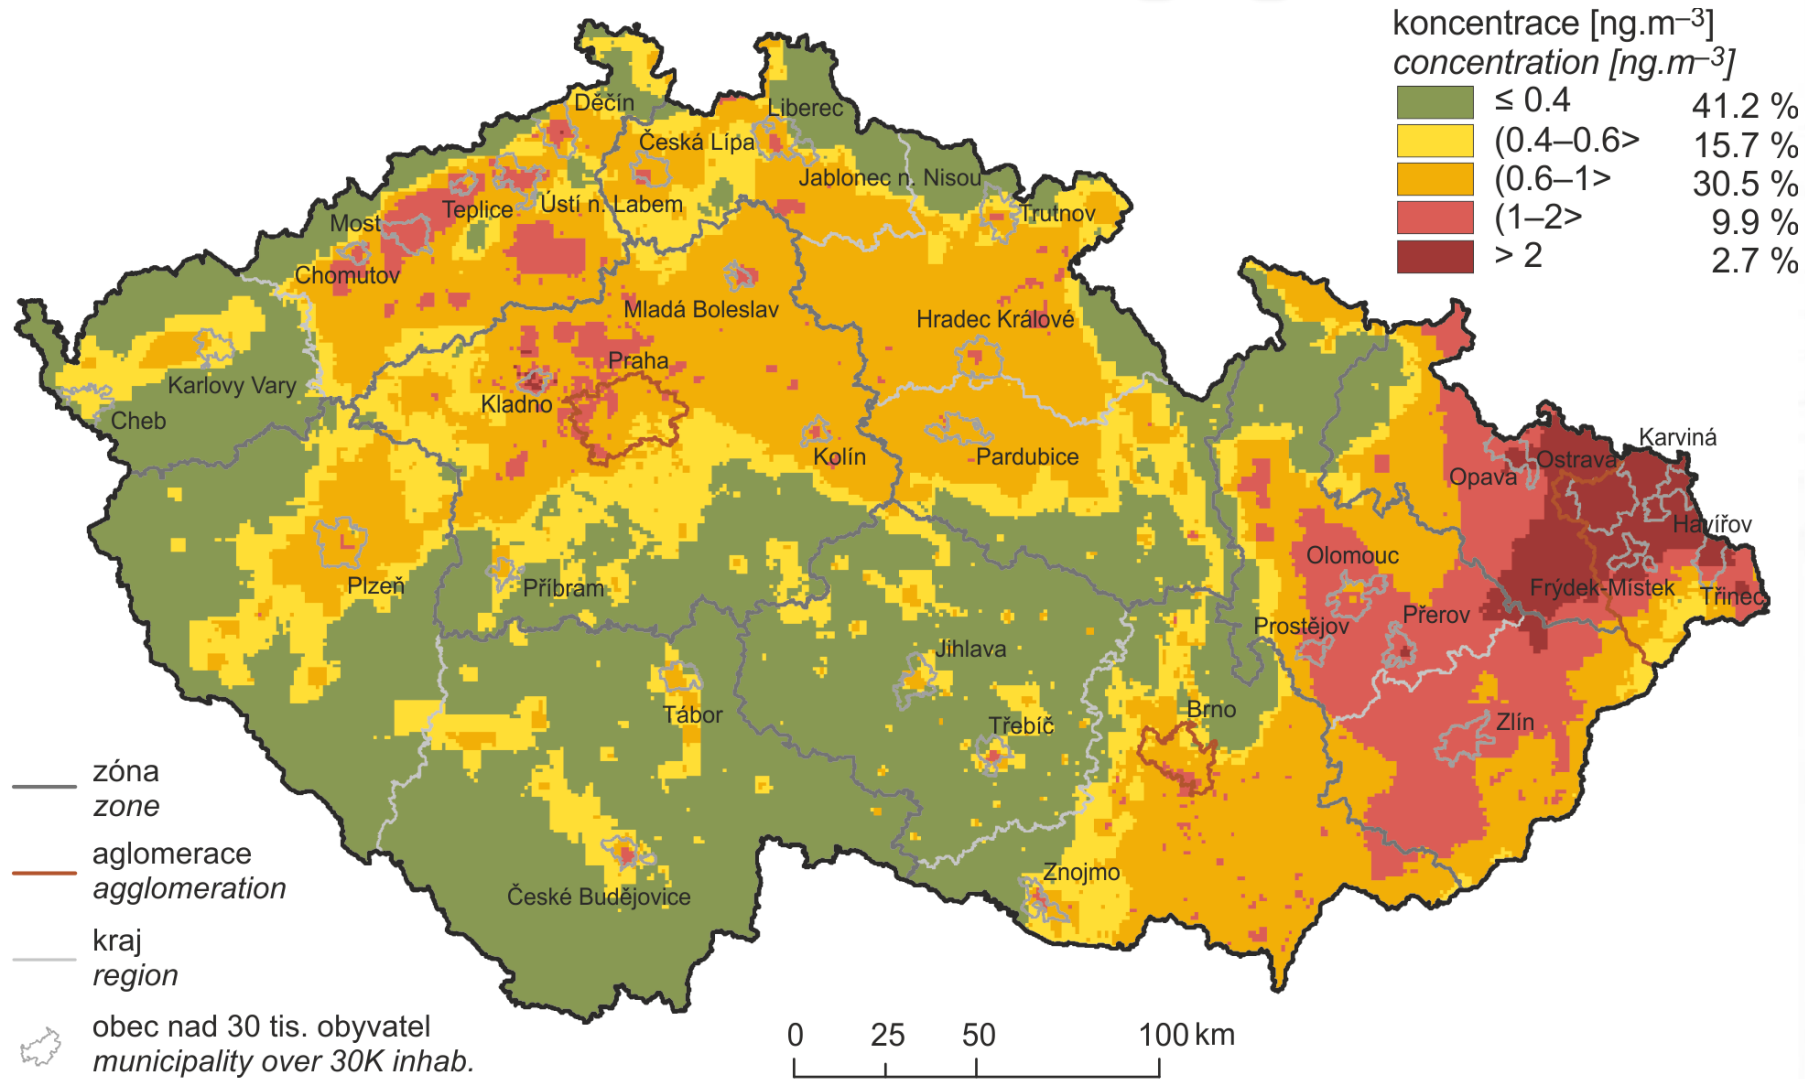 koncentrace [ng.m⁻³]
concentration [ng.m⁻³]
≤ 0.4 41.2 %
(0.4–0.6> 15.7 %
(0.6–1> 30.5 %
(1–2> 9.9 %
> 2 2.7 %
Děčín
Liberec
Česká Lípa
Jablonec n. Nisou
Teplice
Ústí n. Labem
Trutnov
Most
Chomutov
Mladá Boleslav
Hradec Králové
Praha
Karlovy Vary
Kladno
Cheb
Kolín
Pardubice
Karviná
Ostrava
Opava
Havířov
Olomouc
Plzeň
Příbram
Frýdek-Místek
Třinec
Přerov
Prostějov
Jihlava
Tábor
Brno
Třebíč
Zlín
Znojmo
České Budějovice
zóna
zone
aglomerace
agglomeration
kraj
region
obec nad 30 tis. obyvatel
municipality over 30K inhab.
0 25 50 100 km